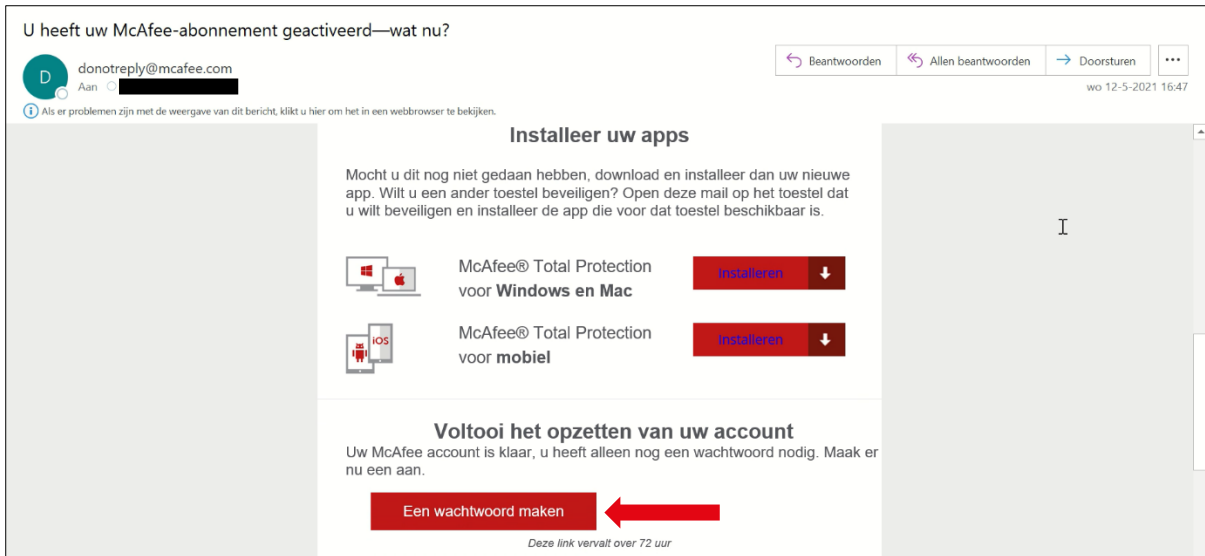 U heeft uw McAfee-abonnement geactiveerd—wat nu?
D
donotreply@mcafee.com
Aan
Beantwoorden
Allen beantwoorden
Doorsturen
wo 12-5-2021 16:47
Als er problemen zijn met de weergave van dit bericht, klikt u hier om het in een webbrowser te bekijken.
Installeer uw apps
Mocht u dit nog niet gedaan hebben, download en installeer dan uw nieuwe
app. Wilt u een ander toestel beveiligen? Open deze mail op het toestel dat
u wilt beveiligen en installeer de app die voor dat toestel beschikbaar is.
McAfee® Total Protection
voor Windows en Mac
Installeren
iOS
McAfee® Total Protection
voor mobiel
Installeren
Voltooi het opzetten van uw account
Uw McAfee account is klaar, u heeft alleen nog een wachtwoord nodig. Maak er
nu een aan.
Een wachtwoord maken
Deze link vervalt over 72 uur